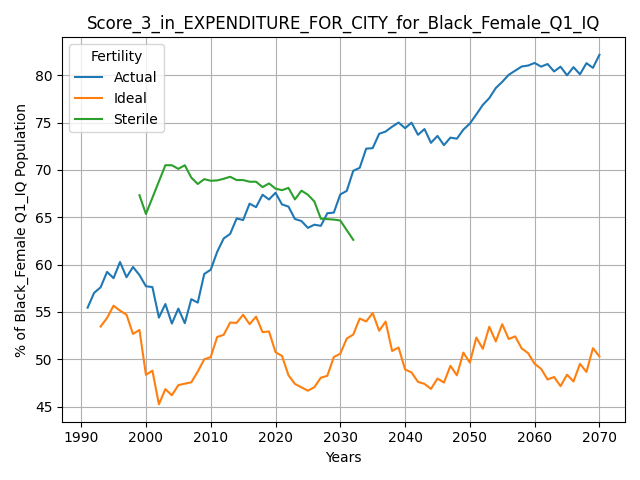 Score_3_in_EXPENDITURE_FOR_CITY_for_Black_Female_Q1_IQ
Fertility
Actual
Ideal
Sterile
% of Black_Female Q1_IQ Population
80
75
70
65
60
55
50
45
1990 2000 2010 2020 2030 2040 2050 2060 2070
Years